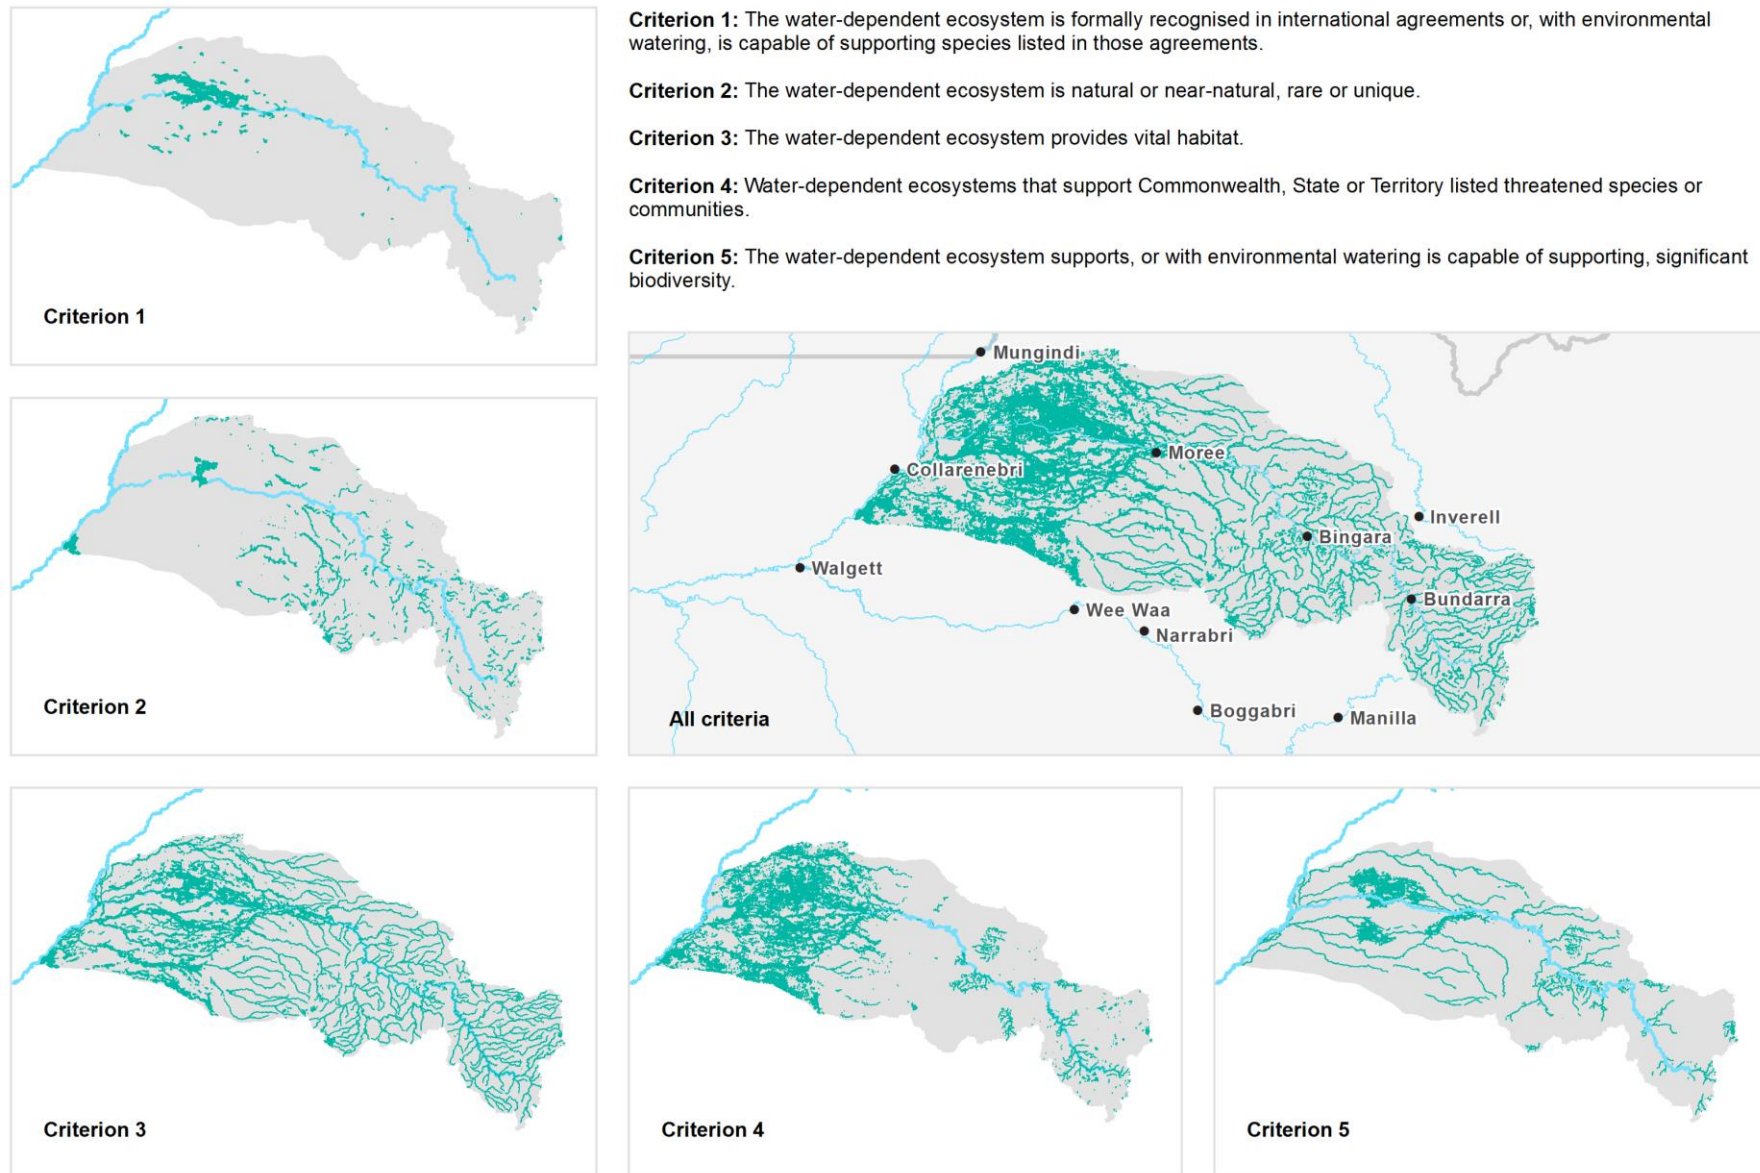 Criterion 1: The water-dependent ecosystem is formally recognised in international agreements or, with environmental
watering, is capable of supporting species listed in those agreements.
Criterion 2: The water-dependent ecosystem is natural or near-natural, rare or unique.
Criterion 3: The water-dependent ecosystem provides vital habitat.
Criterion 4: Water-dependent ecosystems that support Commonwealth, State or Territory listed threatened species or
communities.
Criterion 5: The water-dependent ecosystem supports, or with environmental watering is capable of supporting, significant
biodiversity.
Criterion 1
Mungindi
Moree
Collarenebri
Inverell
Bingara
Walgett
Bundarra
Wee Waa
Narrabri
Boggabri
Manilla
All criteria
Criterion 2
Criterion 3
Criterion 4
Criterion 5